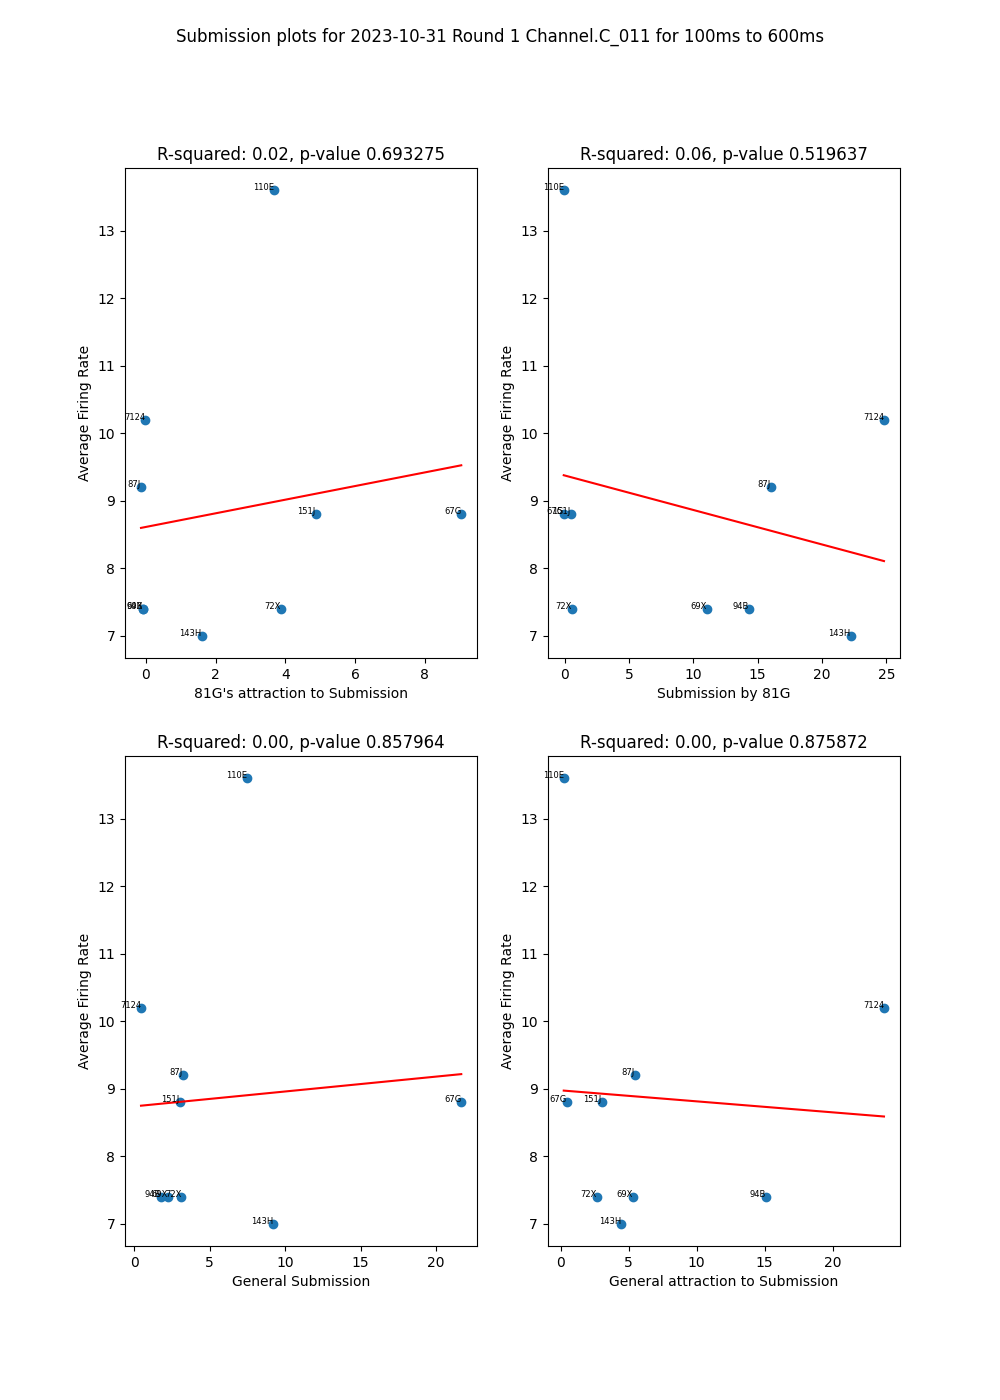 Submission plots for 2023-10-31 Round 1 Channel.C_011 for 100ms to 600ms
R-squared: 0.02, p-value 0.693275
110E
7124
87J
151J
67G
72X
143H
13
12
11
10
9
8
7
Average Firing Rate
0 2 4 6 8
81G's attraction to Submission
R-squared: 0.06, p-value 0.519637
110E
7124
87J
151J
72X
69X
94B
143H
13
12
11
10
9
8
7
Average Firing Rate
0 5 10 15 20 25
Submission by 81G
R-squared: 0.00, p-value 0.857964
110E
7124
87J
151J
67G
72X
143H
13
12
11
10
9
8
7
Average Firing Rate
0 5 10 15 20
General Submission
R-squared: 0.00, p-value 0.875872
110E
7124
87J
67G
151J
72X
69X
94B
143H
13
12
11
10
9
8
7
Average Firing Rate
0 5 10 15 20
General attraction to Submission